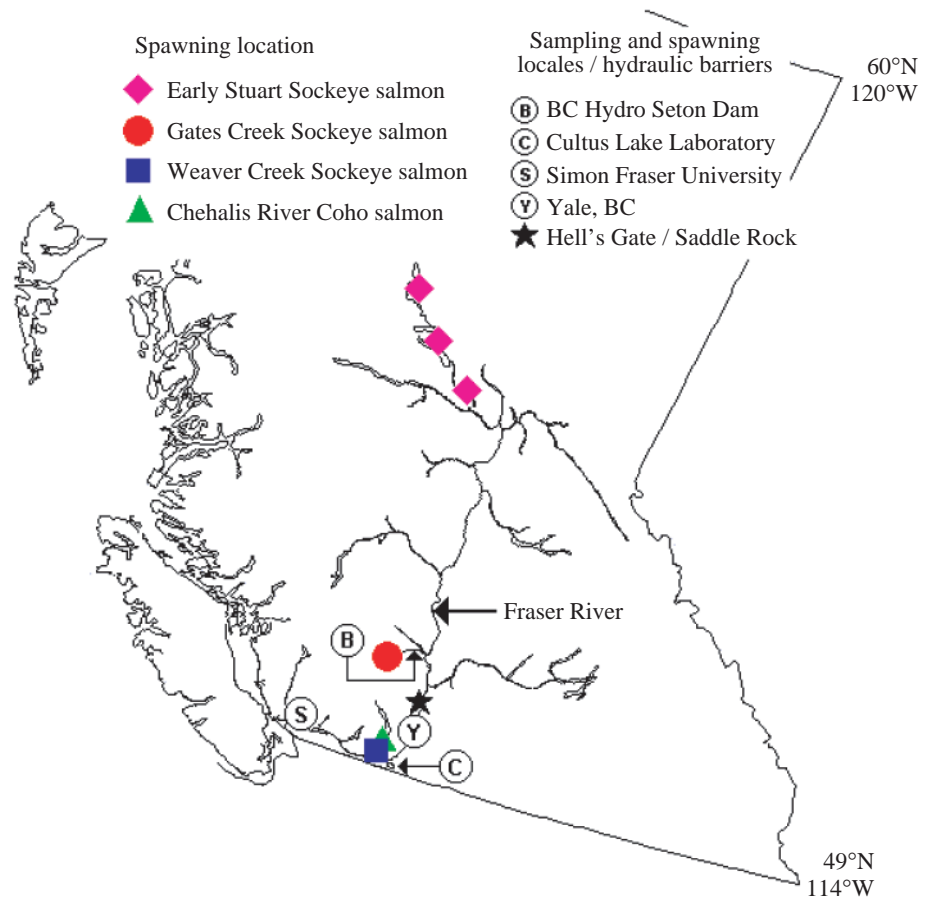 Spawning location
Early Stuart Sockeye salmon
Gates Creek Sockeye salmon
Weaver Creek Sockeye salmon
Chehalis River Coho salmon
Sampling and spawning
locales / hydraulic barriers
B BC Hydro Seton Dam
C Cultus Lake Laboratory
S Simon Fraser University
Y Yale, BC
Hell's Gate / Saddle Rock
60°N
120°W
Fraser River
B
S
Y
C
49°N
114°W